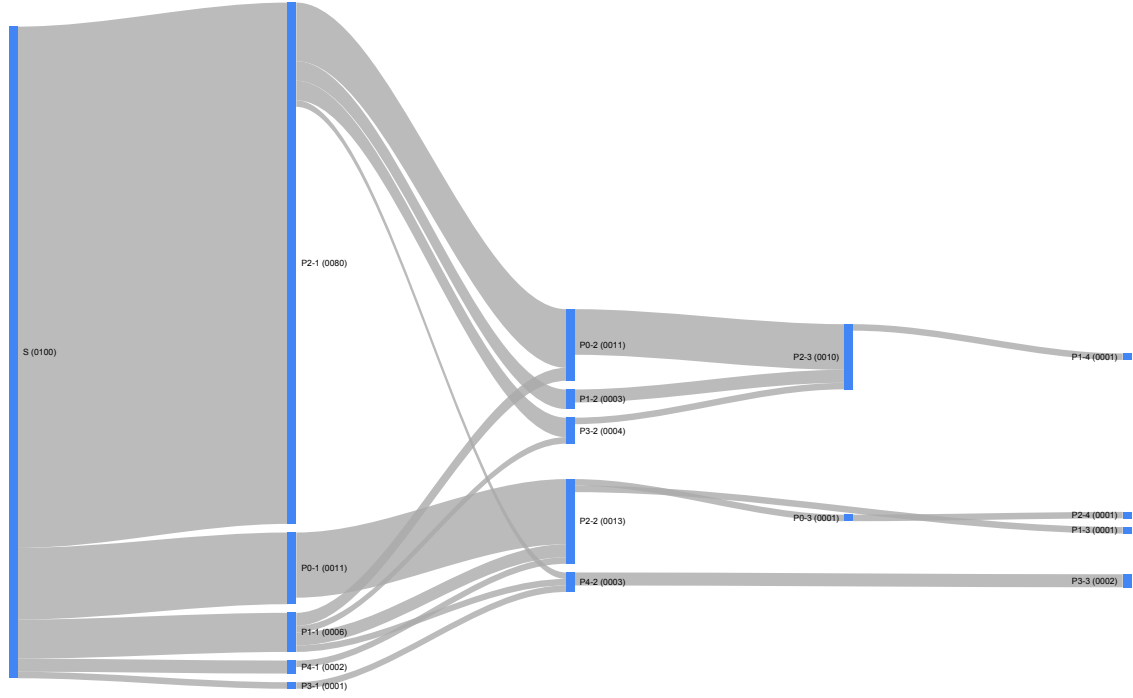 S (0100)
P2-1 (0080)
P0-1 (0011)
P1-1 (0006)
P4-1 (0002)
P3-1 (0001)
P0-2 (0011)
P1-2 (0003)
P3-2 (0004)
P2-2 (0013)
P4-2 (0003)
P2-3 (0010)
P0-3 (0001)
P1-4 (0001)
P2-4 (0001)
P1-3 (0001)
P3-3 (0002)